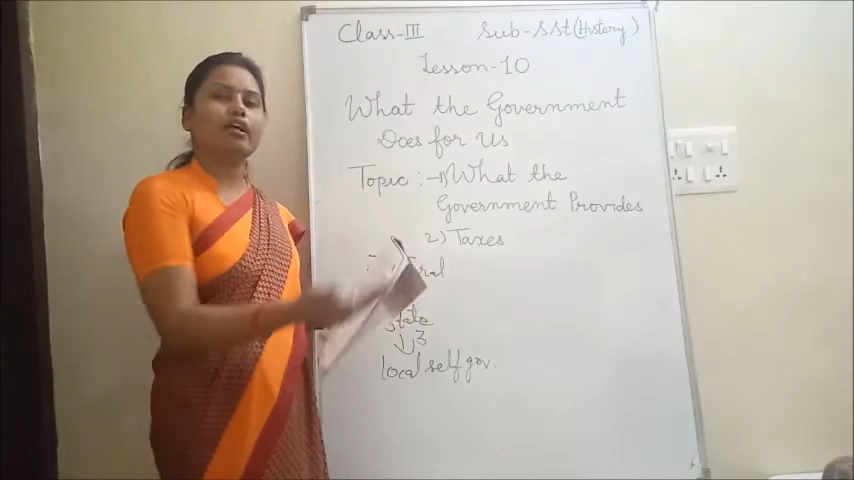 Class-III Sub-S.St(History)
Lesson-10
What the Government
Does for Us
Topic :- 1) What the
Government Provides
2) Taxes
state
↓ 3
local self gov.